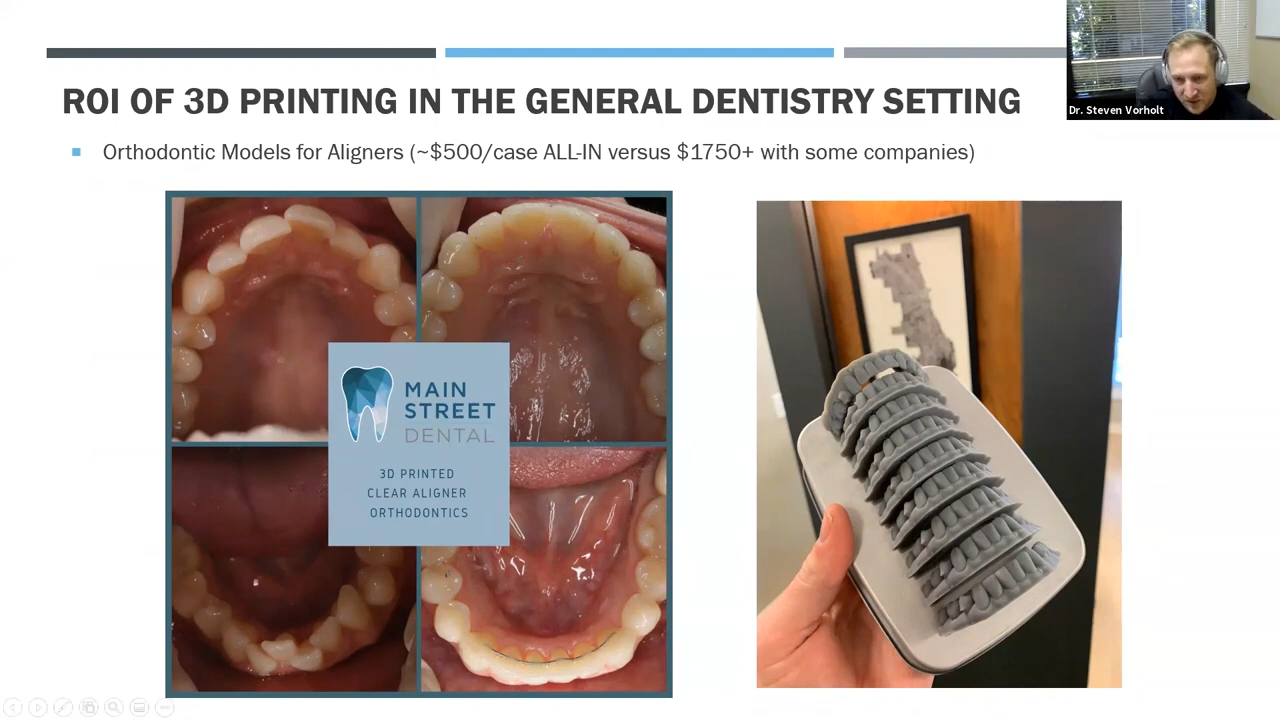 ROI OF 3D PRINTING IN THE GENERAL DENTISTRY SETTING
Dr. Steven Vorholt
Orthodontic Models for Aligners (~$500/case ALL-IN versus $1750+ with some companies)
MAIN
STREET
DENTAL
3D PRINTED
CLEAR ALIGNER
ORTHODONTICS